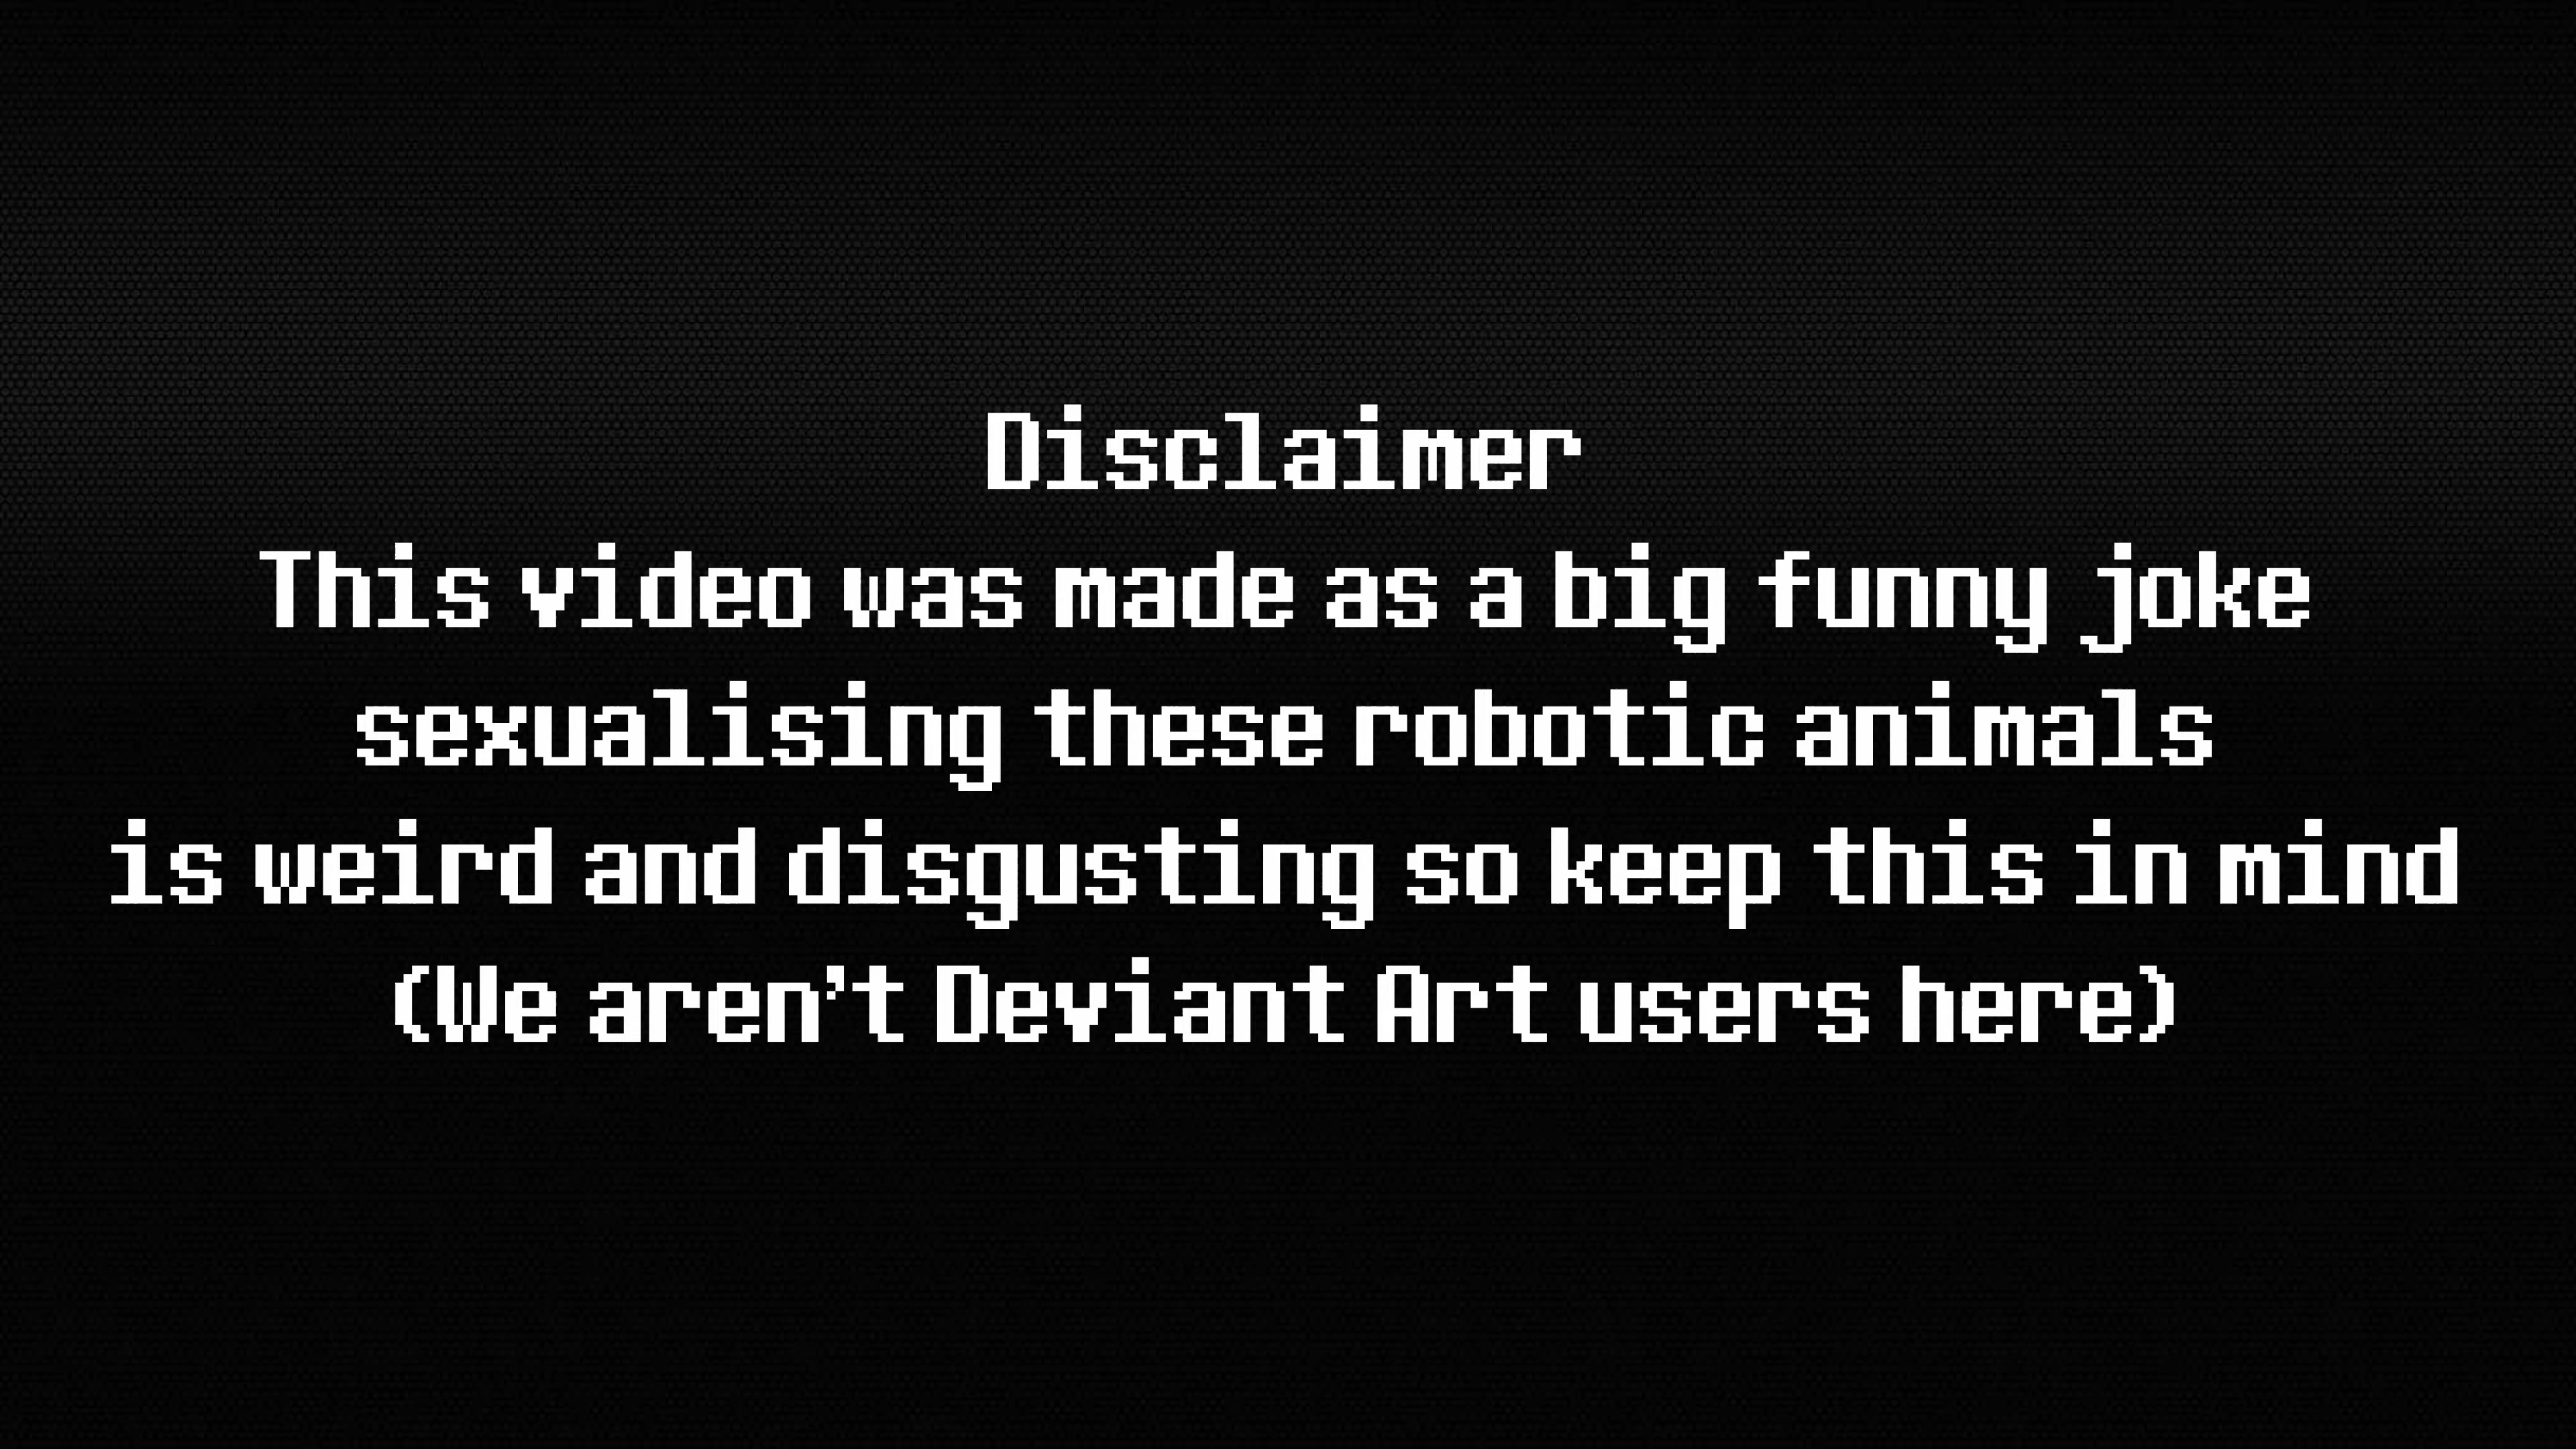 Disclaimer
This video was made as a big funny joke
sexualising these robotic animals
is weird and disgusting so keep this in mind
(We aren't Deviant Art users here)